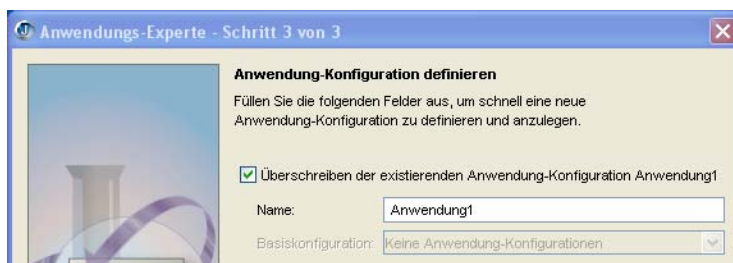 Anwendungs-Experte - Schritt 3 von 3
Anwendung-Konfiguration definieren
Füllen Sie die folgenden Felder aus, um schnell eine neue
Anwendung-Konfiguration zu definieren und anzulegen.
Überschreiben der existierenden Anwendung-Konfiguration Anwendung1
Name: Anwendung1
Basiskonfiguration: Keine Anwendung-Konfigurationen